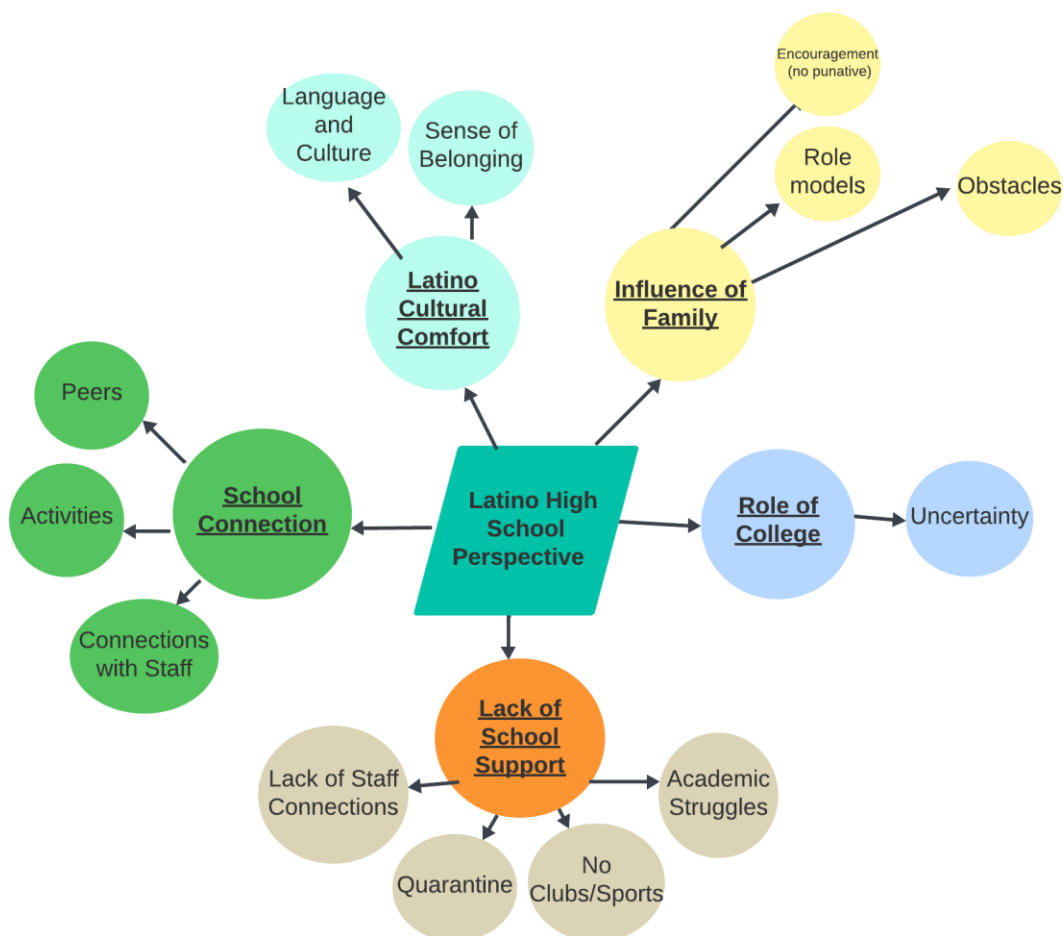 Encouragement
(no punative)
Language
and
Culture
Sense of
Belonging
Role
models
Obstacles
Latino
Cultural
Comfort
Influence of
Family
Peers
School
Connection
Activities
Connections
with Staff
Latino High
School
Perspective
Role of
College
Uncertainty
Lack of
School
Support
Lack of Staff
Connections
Quarantine
No
Clubs/Sports
Academic
Struggles